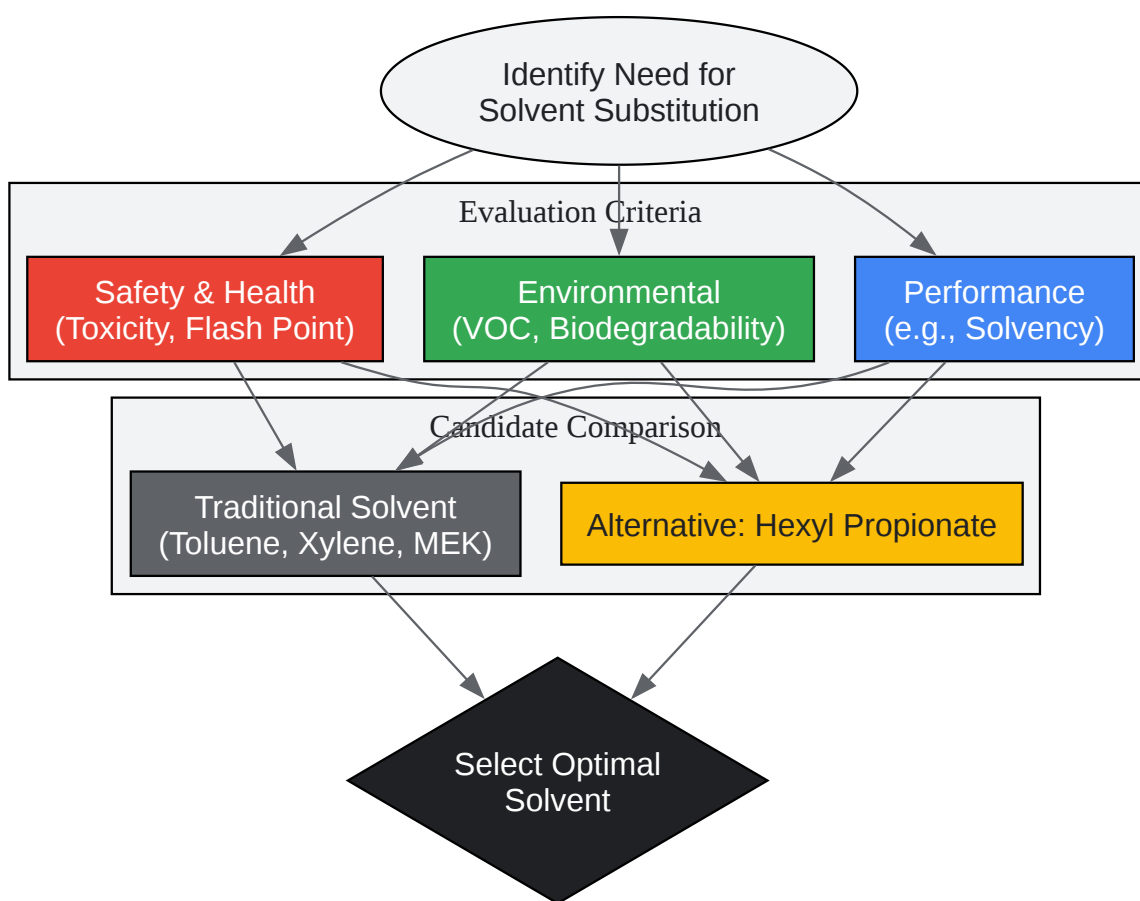 Identify Need for
Solvent Substitution
Evaluation Criteria
Safety & Health
(Toxicity, Flash Point)
Environmental
(VOC, Biodegradability)
Performance
(e.g., Solvency)
Candidate Comparison
Traditional Solvent
(Toluene, Xylene, MEK)
Alternative: Hexyl Propionate
Select Optimal
Solvent